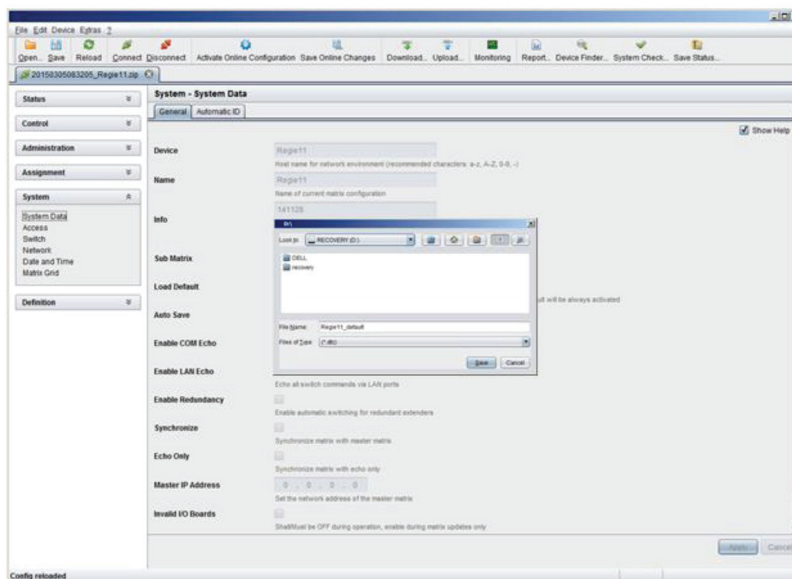 File Edit Device Extras ?
Open... Save Reload Connect Disconnect Activate Online Configuration Save Online Changes Download... Upload... Monitoring Report... Device Finder... System Check... Save Status...
20150305083205_Regie11.zip
Status
Control
Administration
Assignment
System
System Data
Access
Switch
Network
Date and Time
Matrix Grid
Definition
System - System Data
General Automatic ID
Show Help
Device Regie11
Host name for network environment (recommended characters: a-z, A-Z, 0-9, -)
Name Regie11
Name of current matrix configuration
Info 141128
Sub Matrix
Load Default
ult will be always activated
Auto Save
Enable COM Echo
Enable LAN Echo
Echo all switch commands via LAN ports
Enable Redundancy
Enable automatic switching for redundant extenders
Synchronize
Synchronize matrix with master matrix
Echo Only
Synchronize matrix with echo only
Master IP Address 0 . 0 . 0 . 0
Set the network address of the master matrix
Invalid I/O Boards
Shall/Must be OFF during operation, enable during matrix updates only
D:\
Look In: RECOVERY (D:)
DELL
recovery
File Name: Regie11_default
Files of Type:
Save Cancel
Apply Cancel
Config reloaded